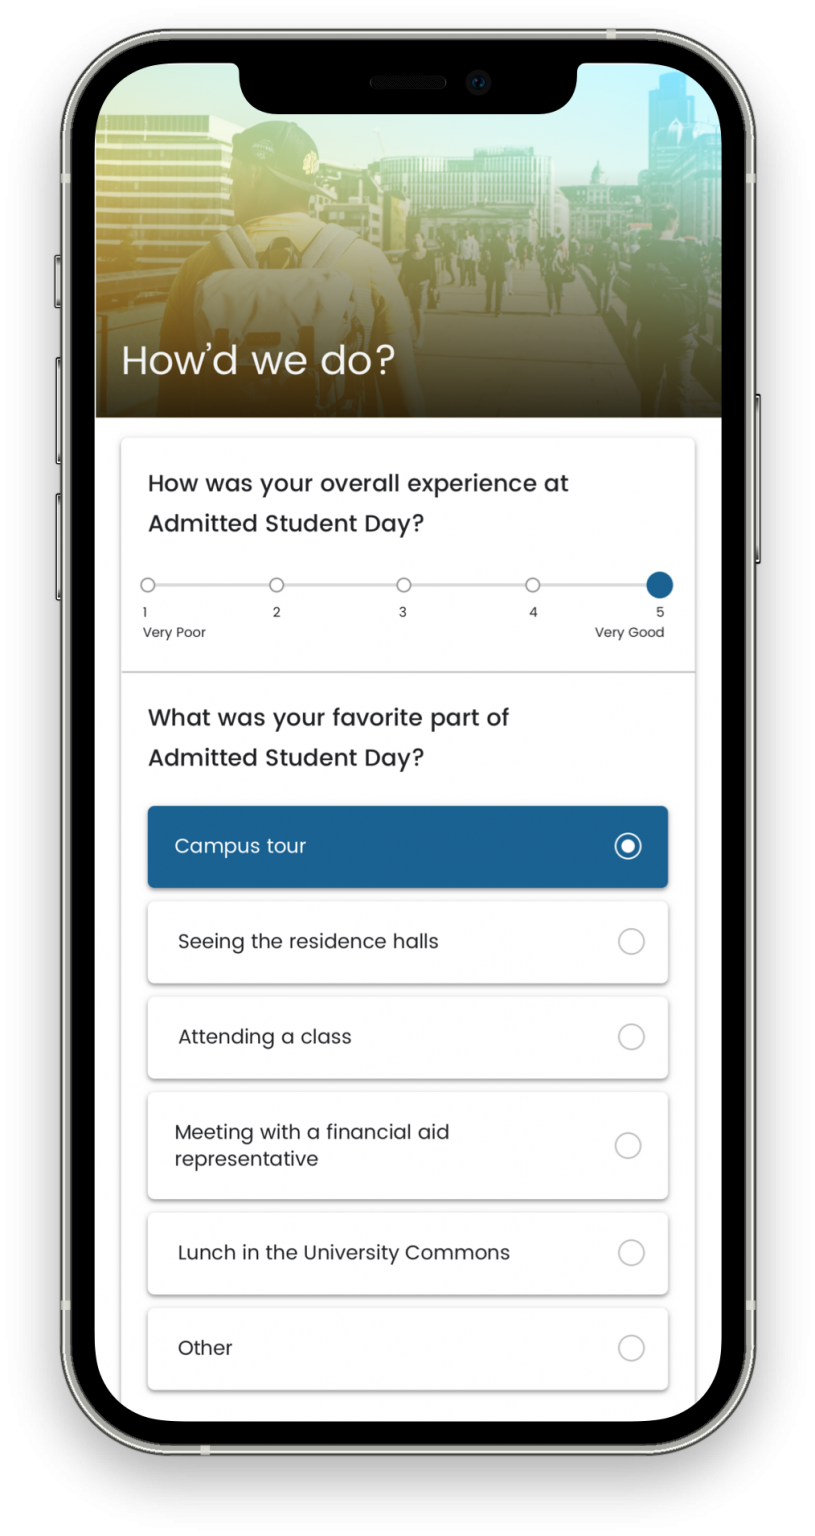 How'd we do?
How was your overall experience at
Admitted Student Day?
1 2 3 4 5
Very Poor Very Good
What was your favorite part of
Admitted Student Day?
Campus tour
Seeing the residence halls
Attending a class
Meeting with a financial aid
representative
Lunch in the University Commons
Other